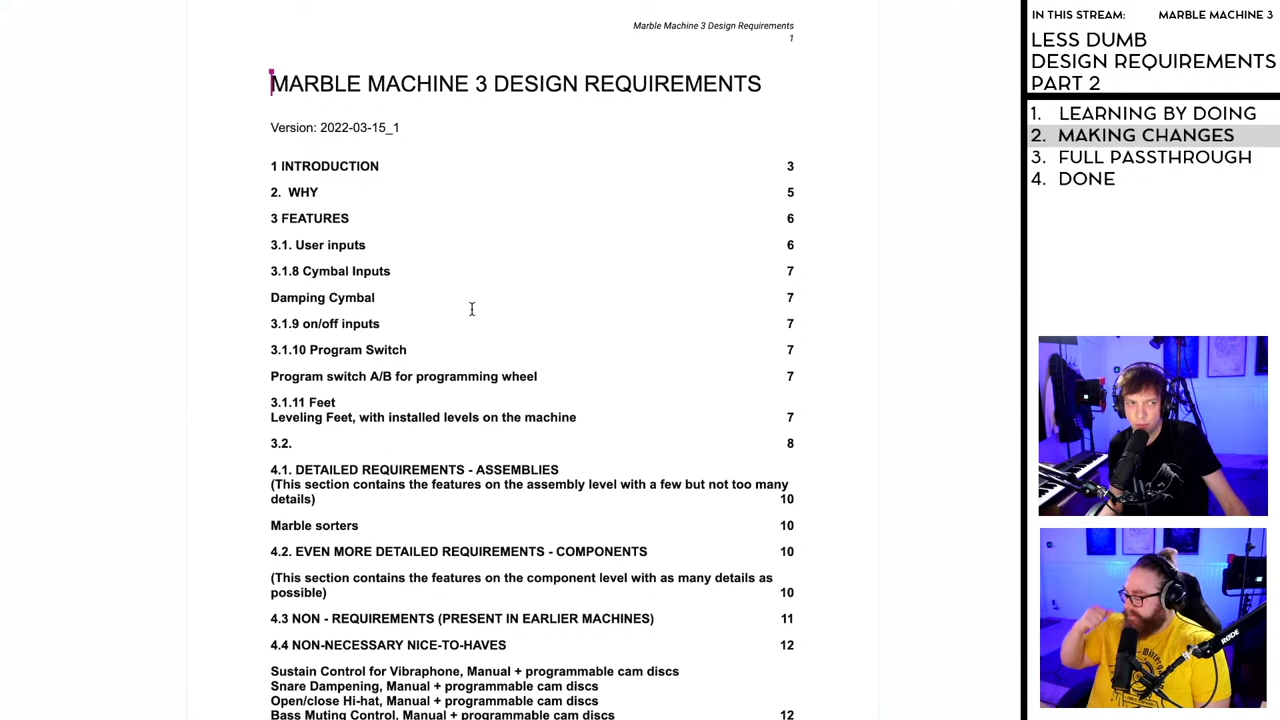 Marble Machine 3 Design Requirements
1
MARBLE MACHINE 3 DESIGN REQUIREMENTS
Version: 2022-03-15_1
1 INTRODUCTION 3
2. WHY 5
3 FEATURES 6
3.1. User inputs 6
3.1.8 Cymbal Inputs 7
Damping Cymbal 7
3.1.9 on/off inputs 7
3.1.10 Program Switch 7
Program switch A/B for programming wheel 7
3.1.11 Feet
Leveling Feet, with installed levels on the machine 7
3.2. 8
4.1. DETAILED REQUIREMENTS - ASSEMBLIES
(This section contains the features on the assembly level with a few but not too many
details) 10
Marble sorters 10
4.2. EVEN MORE DETAILED REQUIREMENTS - COMPONENTS 10
(This section contains the features on the component level with as many details as
possible) 10
4.3 NON - REQUIREMENTS (PRESENT IN EARLIER MACHINES) 11
4.4 NON-NECESSARY NICE-TO-HAVES 12
Sustain Control for Vibraphone, Manual + programmable cam discs
Snare Dampening, Manual + programmable cam discs
Open/close Hi-hat, Manual + programmable cam discs
Bass Muting Control, Manual + programmable cam discs 12
IN THIS STREAM: MARBLE MACHINE 3
LESS DUMB
DESIGN REQUIREMENTS
PART 2
1. LEARNING BY DOING
2. MAKING CHANGES
3. FULL PASSTHROUGH
4. DONE
RØDE